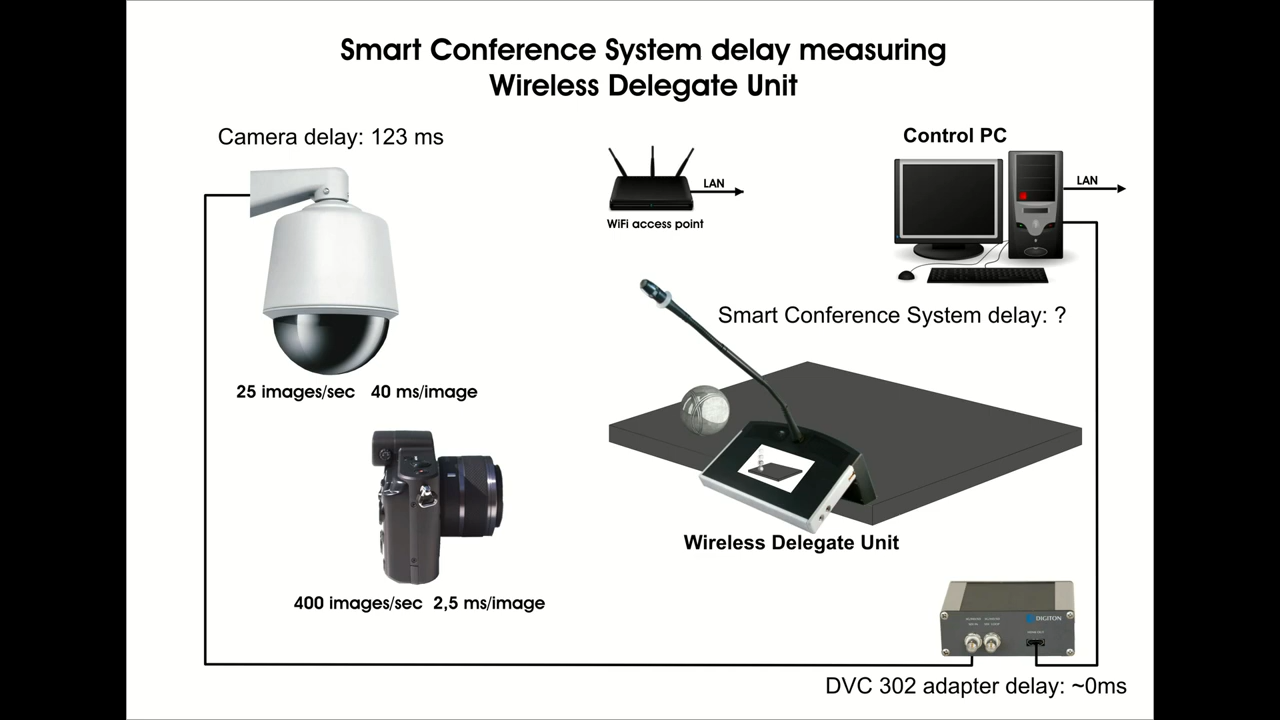 Smart Conference System delay measuring
Wireless Delegate Unit
Camera delay: 123 ms
Control PC
LAN
LAN
WiFi access point
Smart Conference System delay: ?
25 images/sec 40 ms/image
Wireless Delegate Unit
400 images/sec 2,5 ms/image
DIGITON
DVC 302 adapter delay: ~0ms